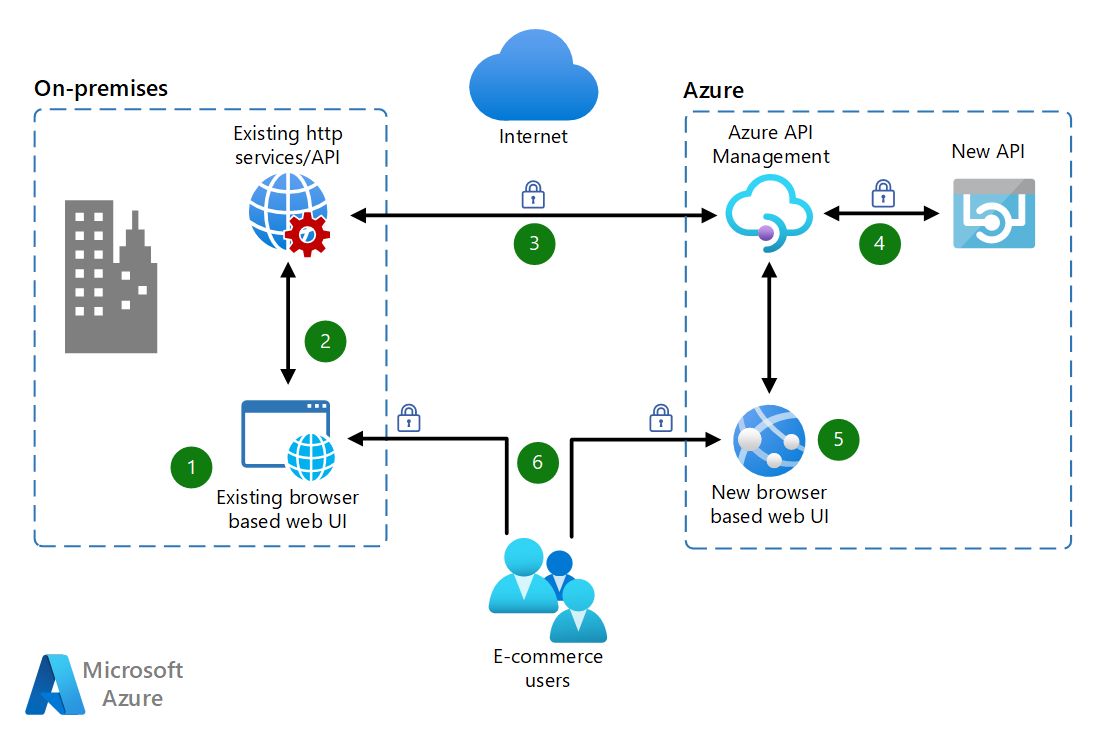 On-premises
Existing http
services/API
Internet
Azure
Azure API
Management
New API
3
4
2
1
Existing browser
based web UI
6
5
New browser
based web UI
E-commerce
users
Microsoft
Azure